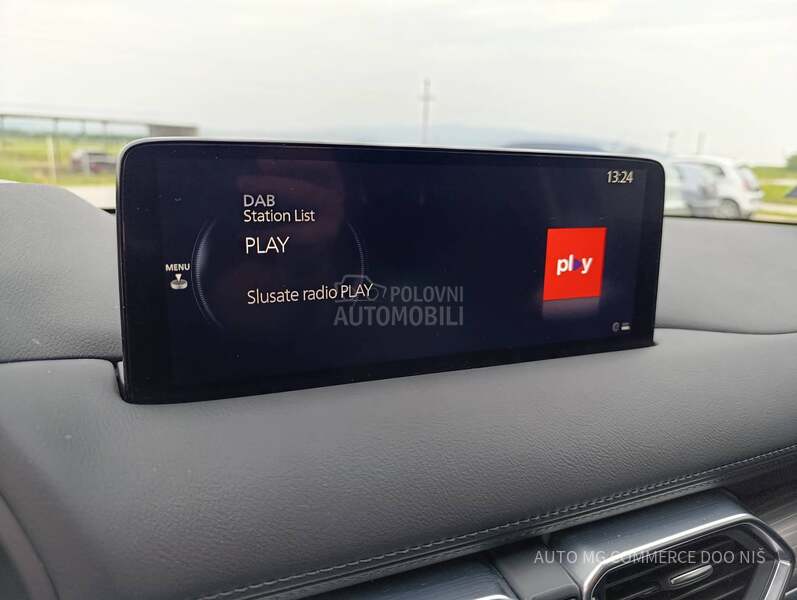 13:24
DAB
Station List
PLAY
MENU
Slusate radio PLAY
play
POLOVNI
AUTOMOBILI
AUTO MG COMMERCE DOO NIŠ